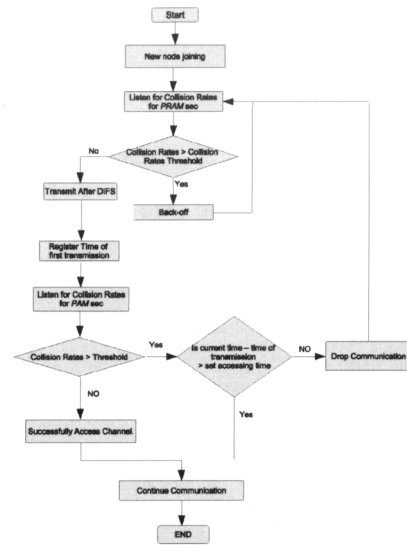 Start
New node joining
Listen for Collision Rates
for PRAM sec
Collision Rates > Collision
Rates Threshold
No
Yes
Transmit After DIFS
Back-off
Register Time of
first transmission
Listen for Collision Rates
for PAM sec
Collision Rates > Threshold
Yes
Is current time – time of
transmission
> set accessing time
NO
Drop Communication
NO
Yes
Successfully Access Channel.
Continue Communication
END